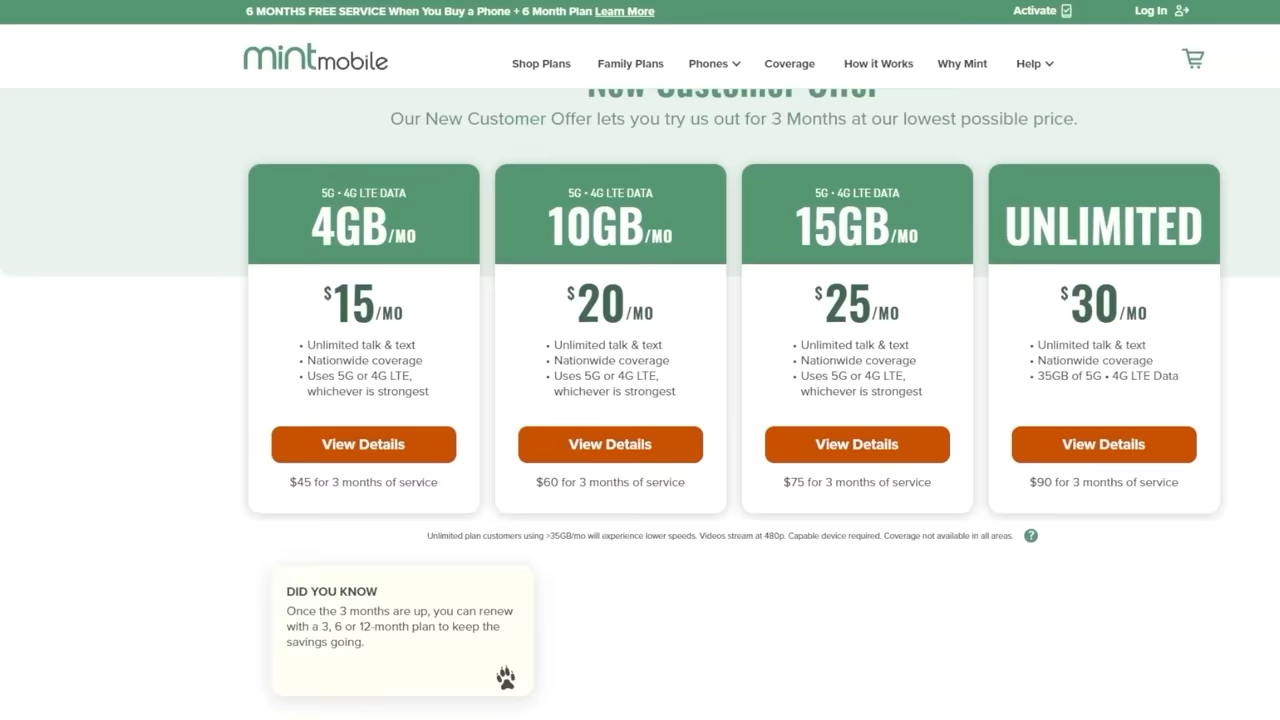 6 MONTHS FREE SERVICE When You Buy a Phone + 6 Month Plan Learn More
Activate
Log In
mintmobile
Shop Plans
Family Plans
Phones
Coverage
How it Works
Why Mint
Help
New Customer Offer
Our New Customer Offer lets you try us out for 3 Months at our lowest possible price.
5G • 4G LTE DATA
4GB/MO
$15/MO
• Unlimited talk & text
• Nationwide coverage
• Uses 5G or 4G LTE,
whichever is strongest
View Details
$45 for 3 months of service
5G • 4G LTE DATA
10GB/MO
$20/MO
• Unlimited talk & text
• Nationwide coverage
• Uses 5G or 4G LTE,
whichever is strongest
View Details
$60 for 3 months of service
5G • 4G LTE DATA
15GB/MO
$25/MO
• Unlimited talk & text
• Nationwide coverage
• Uses 5G or 4G LTE,
whichever is strongest
View Details
$75 for 3 months of service
UNLIMITED
$30/MO
• Unlimited talk & text
• Nationwide coverage
• 35GB of 5G • 4G LTE Data
View Details
$90 for 3 months of service
Unlimited plan customers using >35GB/mo will experience lower speeds. Videos stream at 480p. Capable device required. Coverage not available in all areas. ?
DID YOU KNOW
Once the 3 months are up, you can renew
with a 3, 6 or 12-month plan to keep the
savings going.